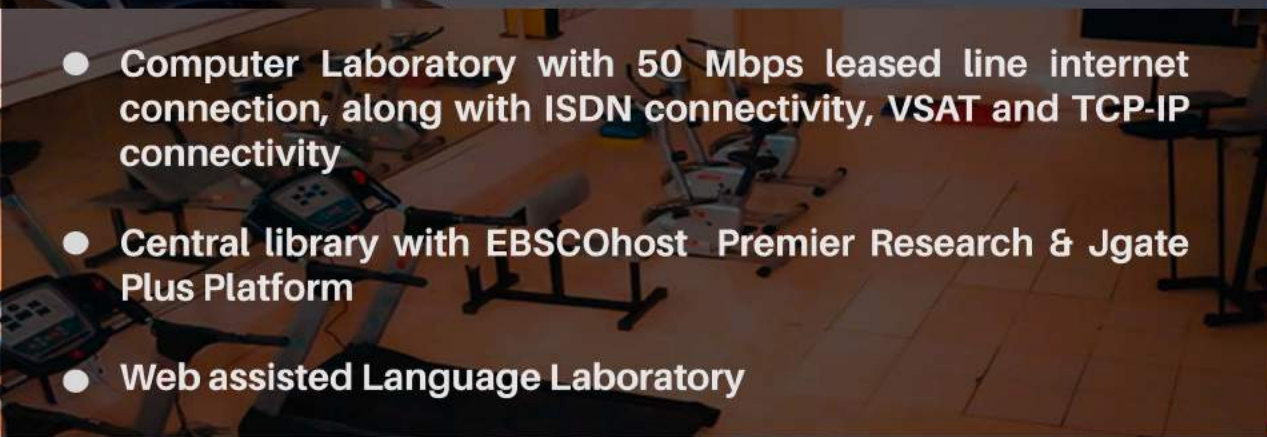 ● Computer Laboratory with 50 Mbps leased line internet
connection, along with ISDN connectivity, VSAT and TCP-IP
connectivity
● Central library with EBSCOhost Premier Research & Jgate
Plus Platform
● Web assisted Language Laboratory